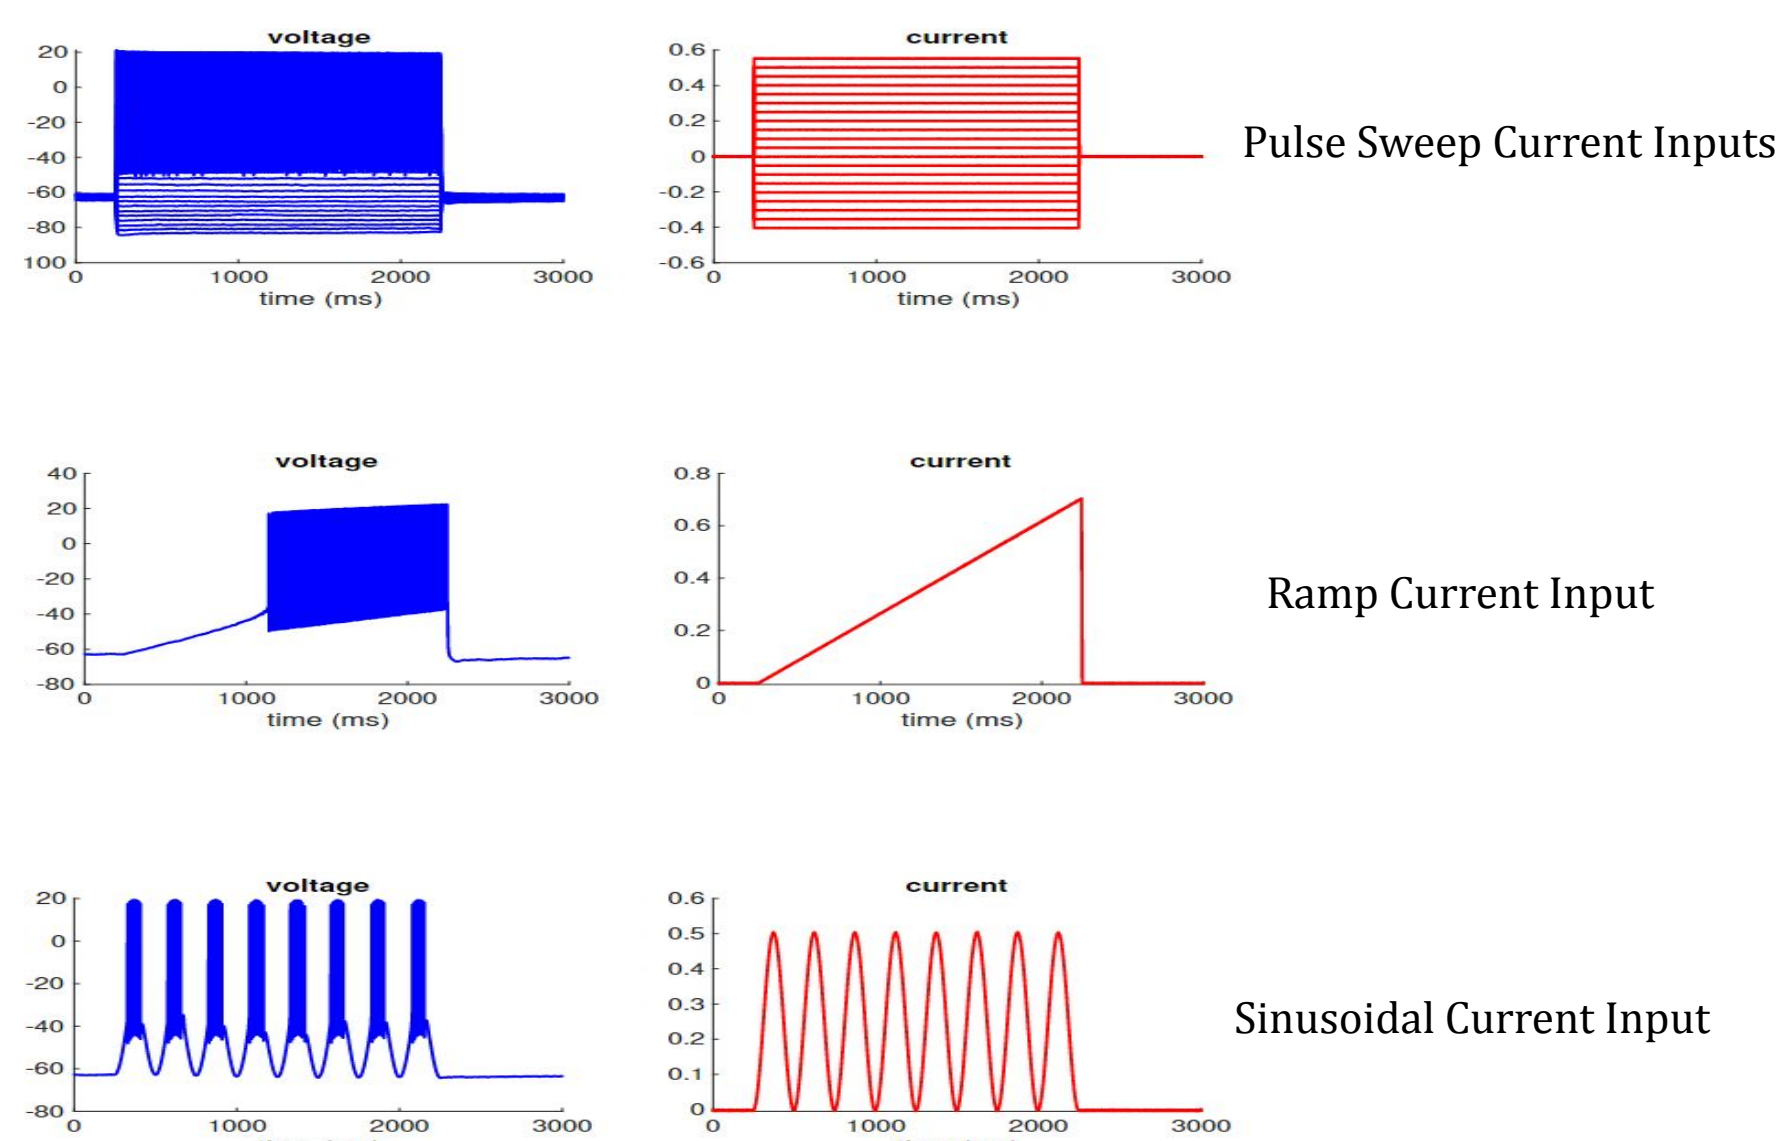 voltage
20
0
-20
-40
-60
-80
100
0 1000 2000 3000
time (ms)
current
0.6
0.4
0.2
0
-0.2
-0.4
-0.6
0 1000 2000 3000
time (ms)
Pulse Sweep Current Inputs
voltage
40
20
0
-20
-40
-60
-80
0 1000 2000 3000
time (ms)
current
0.8
0.6
0.4
0.2
0
0 1000 2000 3000
time (ms)
Ramp Current Input
voltage
20
0
-20
-40
-60
-80
0 1000 2000 3000
current
0.6
0.5
0.4
0.3
0.2
0.1
0
0 1000 2000 3000
Sinusoidal Current Input